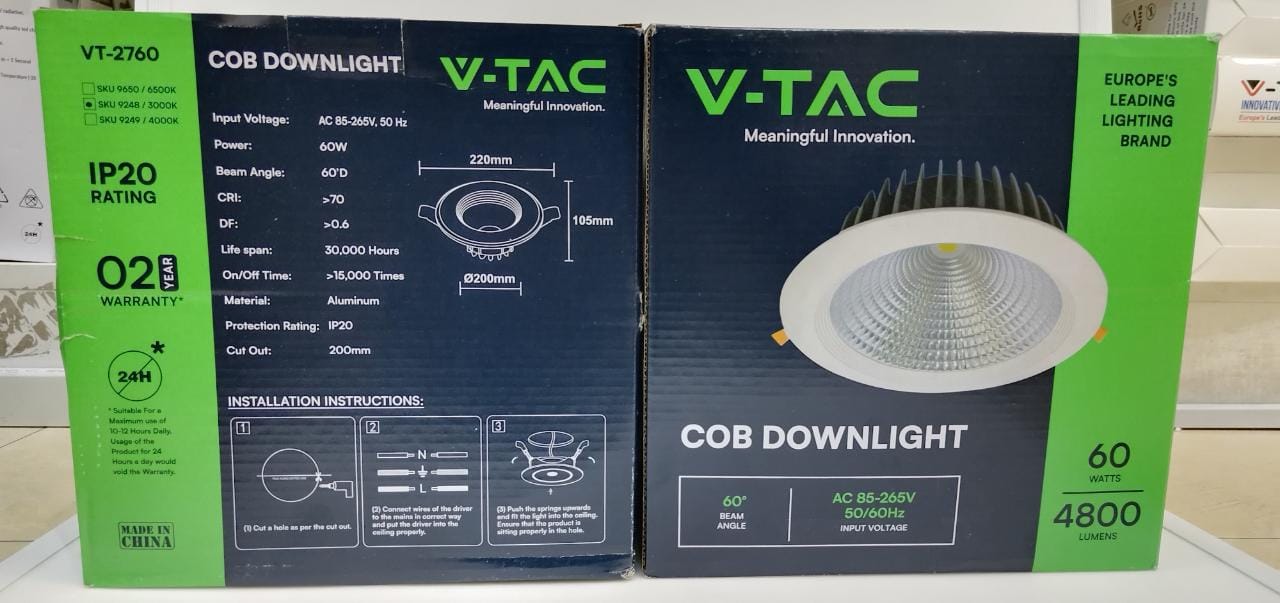 VT-2760
SKU 9650 / 6500K
SKU 9248 / 3000K
SKU 9249 / 4000K
IP20
RATING
02 YEAR
WARRANTY*
24H
*
* Suitable For a
Maximum use of
10-12 Hours Daily.
Usage of the
Product for 24
Hours a day would
void the Warranty.
MADE IN
CHINA
COB DOWNLIGHT
V-TAC
Meaningful Innovation.
Input Voltage: AC 85-265V, 50 Hz
Power: 60W
Beam Angle: 60'D
CRI: >70
DF: >0.6
Life span: 30,000 Hours
On/Off Time: >15,000 Times
Material: Aluminum
Protection Rating: IP20
Cut Out: 200mm
220mm
105mm
Ø200mm
INSTALLATION INSTRUCTIONS:
1
(1) Cut a hole as per the cut out.
2
N
L
(2) Connect wires of the driver
to the mains in correct way
and put the driver into the
ceiling properly.
3
(3) Push the springs upwards
and fit the light into the ceiling.
Ensure that the product is
sitting properly in the hole.
V-TAC
Meaningful Innovation.
EUROPE'S
LEADING
LIGHTING
BRAND
COB DOWNLIGHT
60°
BEAM
ANGLE
AC 85-265V
50/60Hz
INPUT VOLTAGE
60
WATTS
4800
LUMENS
24H
INNOVATIVE